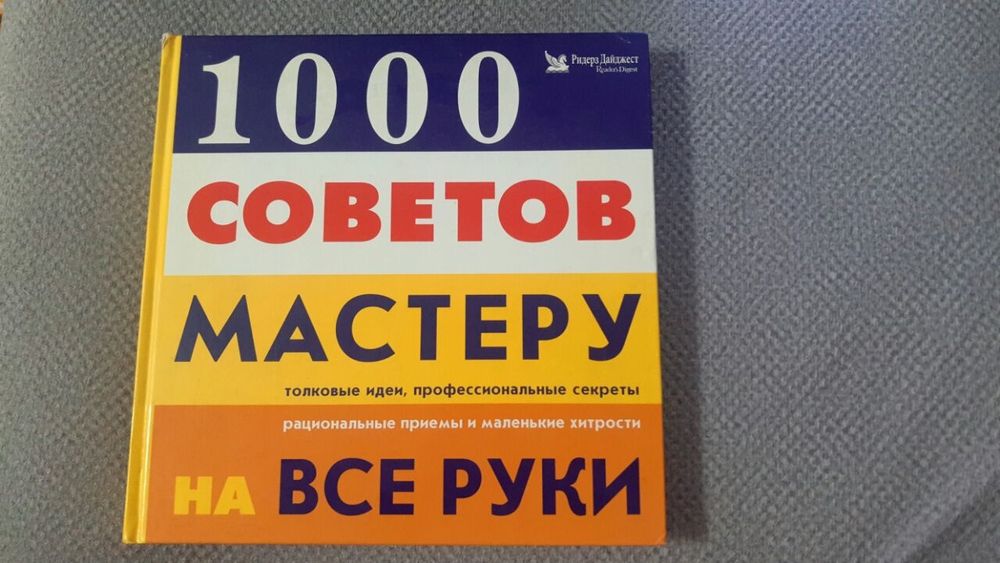 1000
Ридерз Дайджест
Reader's Digest
СОВЕТОВ
МАСТЕРУ
толковые идеи, профессиональные секреты
рациональные приемы и маленькие хитрости
НА ВСЕ РУКИ